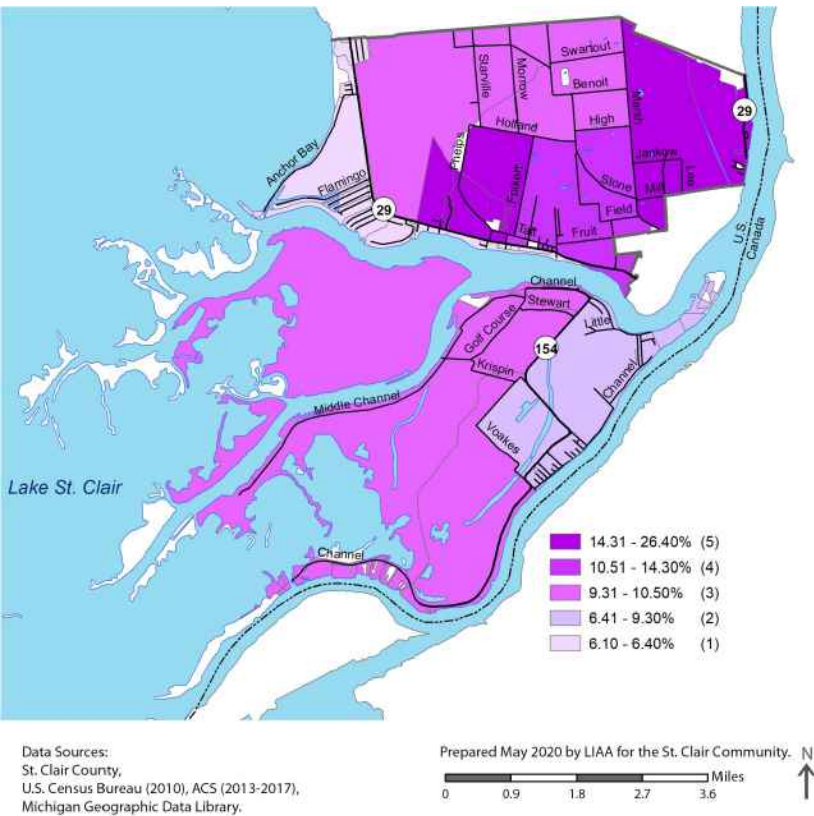 Swartout
Starville
Morrow
Benoit
Marsh
29
Holland
High
Anchor Bay
Phelps
Jankow
Flamingo
Stone
Mill
29
Field
Taft
Fruit
U.S.
Canada
Channel
Stewart
Little
Golf Course
154
Krispin
Channel
Middle Channel
Voakes
Lake St. Clair
Channel
14.31 - 26.40% (5)
10.51 - 14.30% (4)
9.31 - 10.50% (3)
6.41 - 9.30% (2)
6.10 - 6.40% (1)
Data Sources:
St. Clair County,
U.S. Census Bureau (2010), ACS (2013-2017),
Michigan Geographic Data Library.
Prepared May 2020 by LIAA for the St. Clair Community.
N
Miles
0 0.9 1.8 2.7 3.6